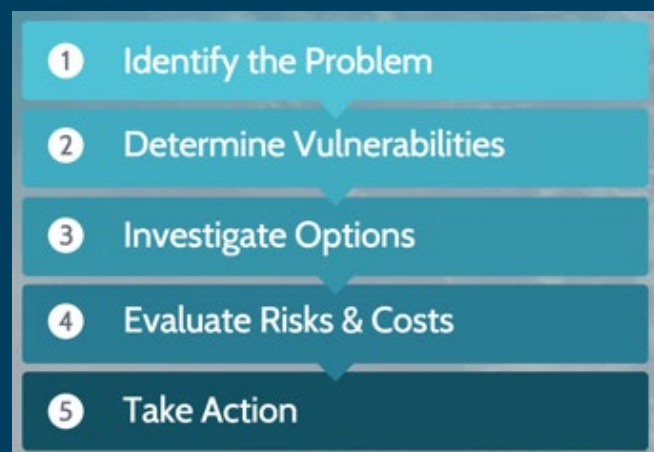 1 Identify the Problem
2 Determine Vulnerabilities
3 Investigate Options
4 Evaluate Risks & Costs
5 Take Action